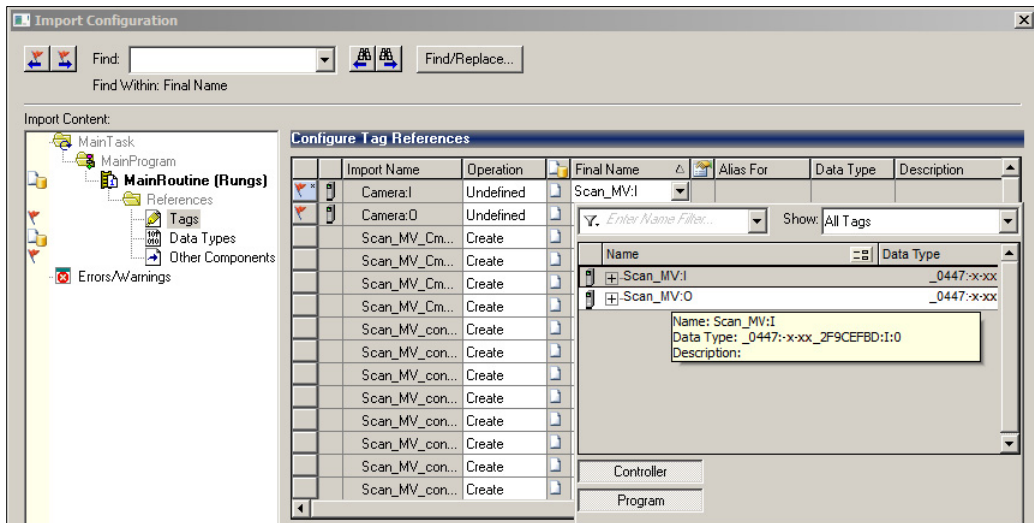 Import Configuration
Find:
Find/Replace...
Find Within: Final Name
Import Content:
MainTask
MainProgram
MainRoutine (Rungs)
References
Tags
Data Types
Other Components
Errors/Warnings
Configure Tag References
Import Name Operation Final Name Alias For Data Type Description
Camera:I Undefined Scan_MV:I
Camera:O Undefined
Scan_MV_Cm... Create
Scan_MV_Cm... Create
Scan_MV_Cm... Create
Scan_MV_Cm... Create
Scan_MV_con... Create
Scan_MV_con... Create
Scan_MV_con... Create
Scan_MV_con... Create
Scan_MV_con... Create
Scan_MV_con... Create
Scan_MV_con... Create
Scan_MV_con... Create
Enter Name Filter... Show: All Tags
Name Data Type
Scan_MV:I _0447:-x-xx
Scan_MV:O _0447:-x-xx
Name: Scan_MV:I
Data Type: _0447:-x-xx_2F9CEFBD:I:0
Description:
Controller
Program